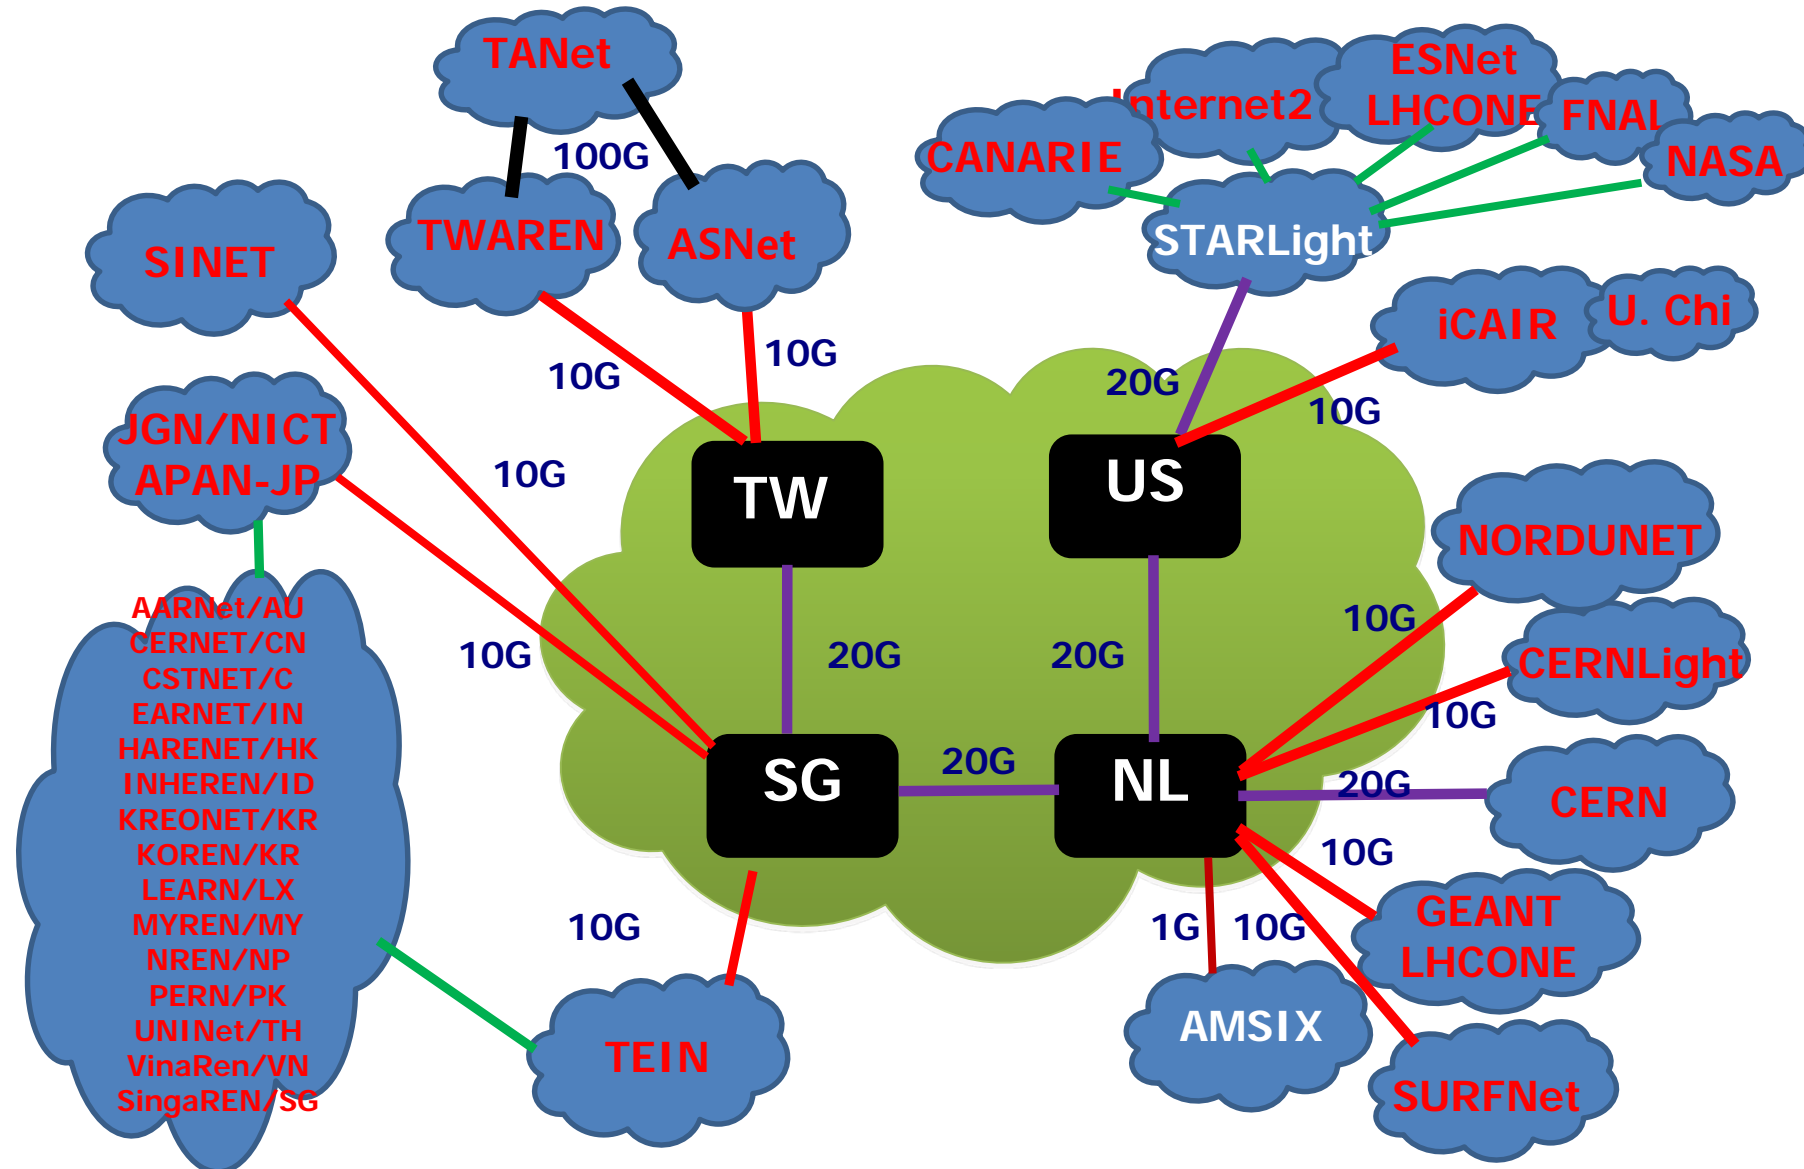 TANet
ESNet
LHCONE
Internet2
FNAL
CANARIE
NASA
100G
TWAREN
ASNet
STARLight
SINET
iCAIR
U. Chi
10G
10G
20G
10G
JGN/NICT
APAN-JP
10G
TW
US
NORDUNET
10G
10G
20G
20G
CERNLight
10G
SG
20G
NL
20G
CERN
10G
AARNet/AU
CERNET/CN
CSTNET/C
EARNET/IN
HARENET/HK
INHEREN/ID
KREONET/KR
KOREN/KR
LEARN/LX
MYREN/MY
NREN/NP
PERN/PK
UNINet/TH
VinaRen/VN
SingaREN/SG
10G
1G
10G
GEANT
LHCONE
TEIN
AMSIX
SURFNet